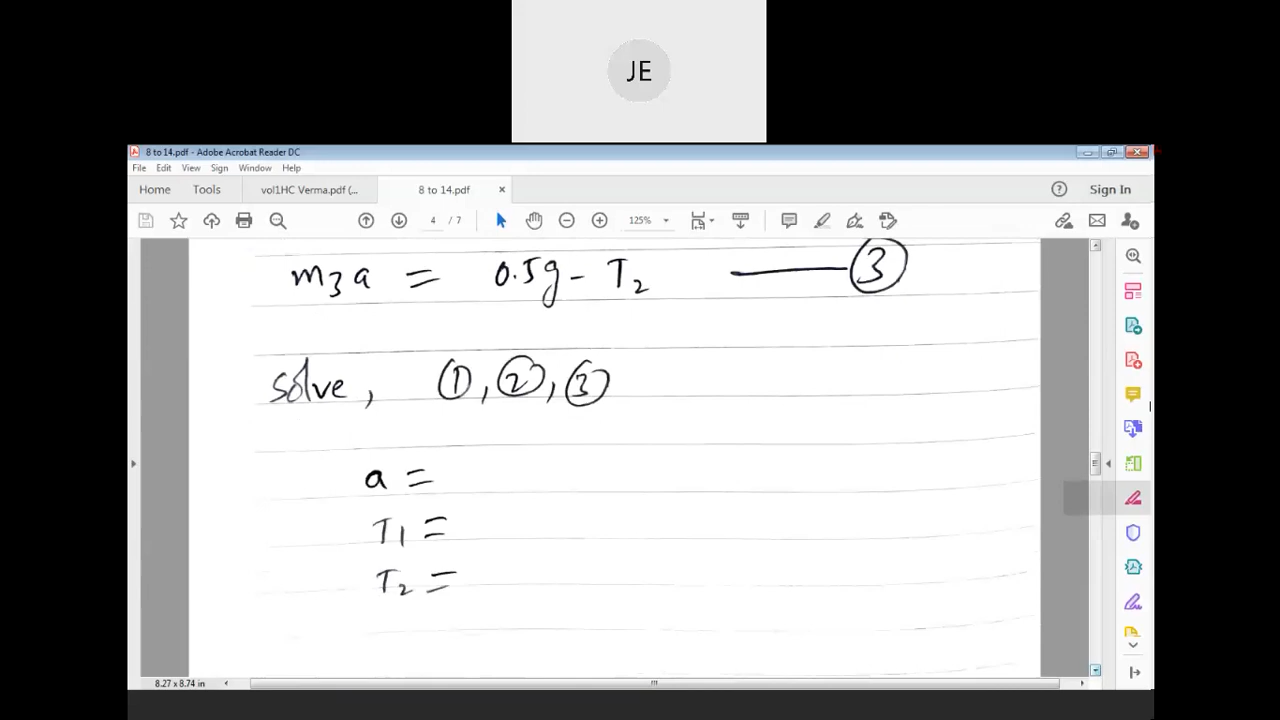 JE
8 to 14.pdf - Adobe Acrobat Reader DC
File Edit View Sign Window Help
Home Tools vol1HC Verma.pdf (... 8 to 14.pdf × Sign In
4 / 7 125%
m3a = 0.5g - T2 —— ③
solve, ①, ②, ③
a =
T1 =
T2 =
8.27 x 8.74 in